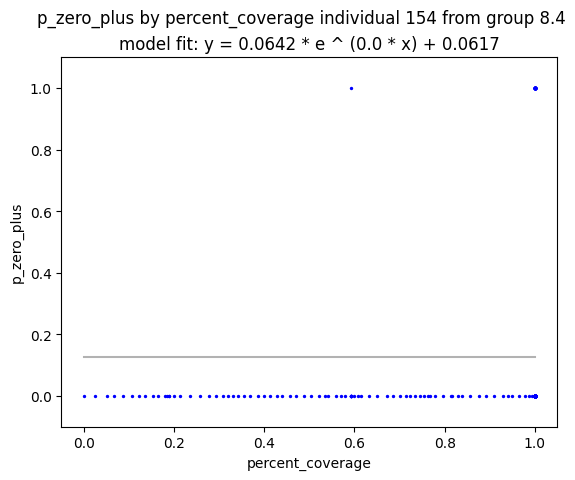 p_zero_plus by percent_coverage individual 154 from group 8.4
model fit: y = 0.0642 * e ^ (0.0 * x) + 0.0617
1.0
0.8
0.6
0.4
0.2
0.0
p_zero_plus
0.0 0.2 0.4 0.6 0.8 1.0
percent_coverage